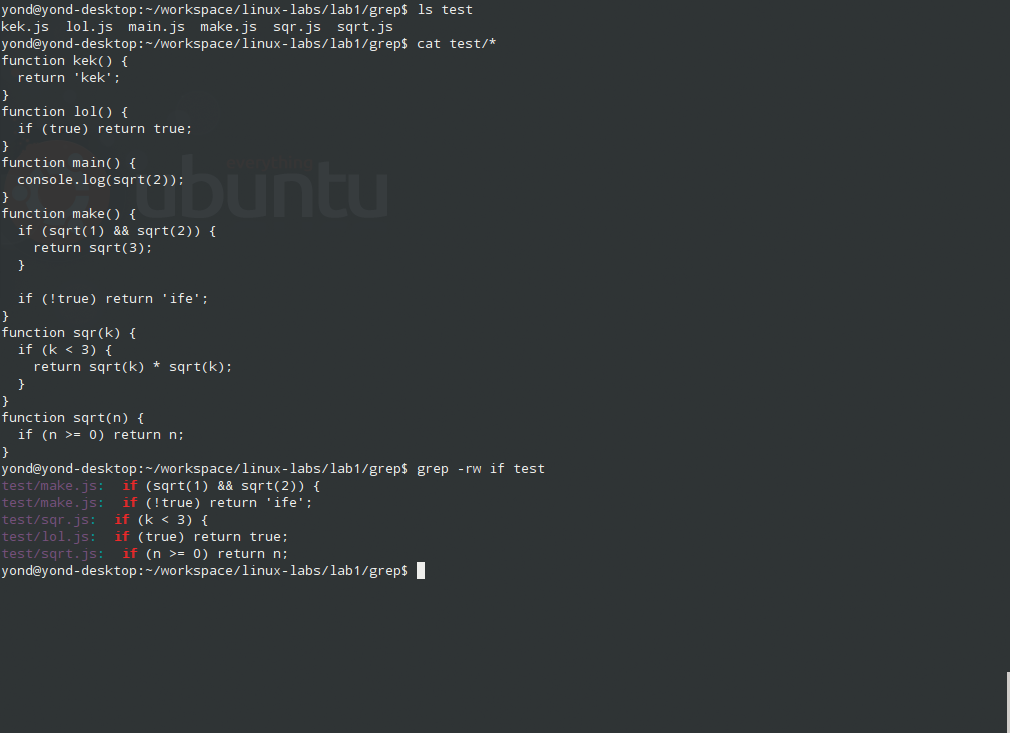 yond@yond-desktop:~/workspace/linux-labs/lab1/grep$ ls test
kek.js  lol.js  main.js  make.js  sqr.js  sqrt.js
yond@yond-desktop:~/workspace/linux-labs/lab1/grep$ cat test/*
function kek() {
  return 'kek';
}
function lol() {
  if (true) return true;
}
function main() {
  console.log(sqrt(2));
}
function make() {
  if (sqrt(1) && sqrt(2)) {
    return sqrt(3);
  }

  if (!true) return 'ife';
}
function sqr(k) {
  if (k < 3) {
    return sqrt(k) * sqrt(k);
  }
}
function sqrt(n) {
  if (n >= 0) return n;
}
yond@yond-desktop:~/workspace/linux-labs/lab1/grep$ grep -rw if test
test/make.js:  if (sqrt(1) && sqrt(2)) {
test/make.js:  if (!true) return 'ife';
test/sqr.js:  if (k < 3) {
test/lol.js:  if (true) return true;
test/sqrt.js:  if (n >= 0) return n;
yond@yond-desktop:~/workspace/linux-labs/lab1/grep$
ubuntu